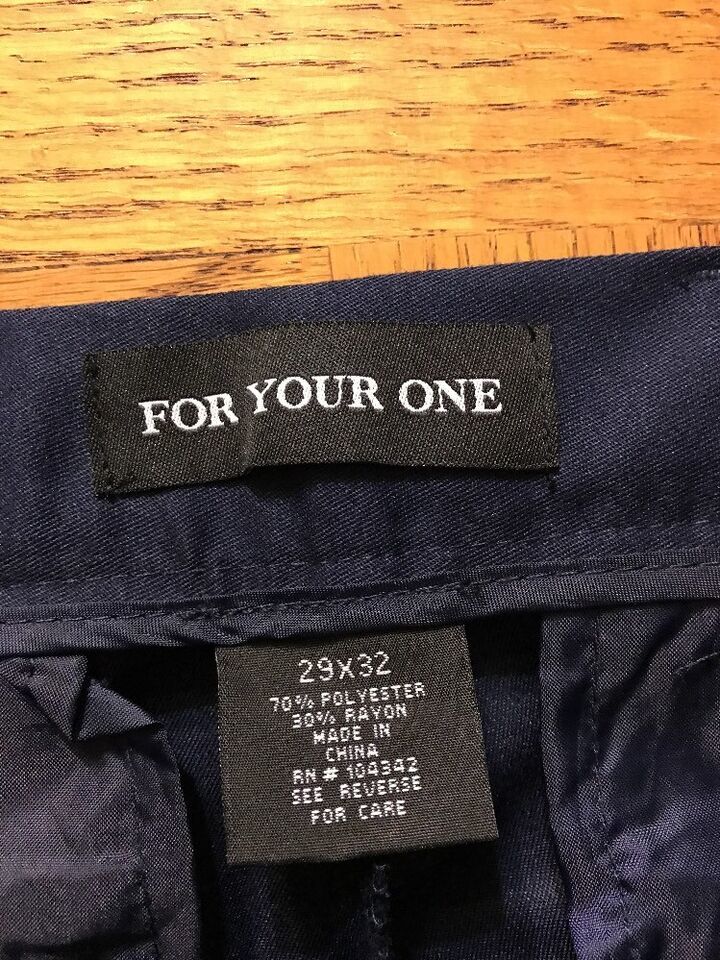 FOR YOUR ONE
29X32
70% POLYESTER
30% RAYON
MADE IN
CHINA
RN # 104342
SEE REVERSE
FOR CARE